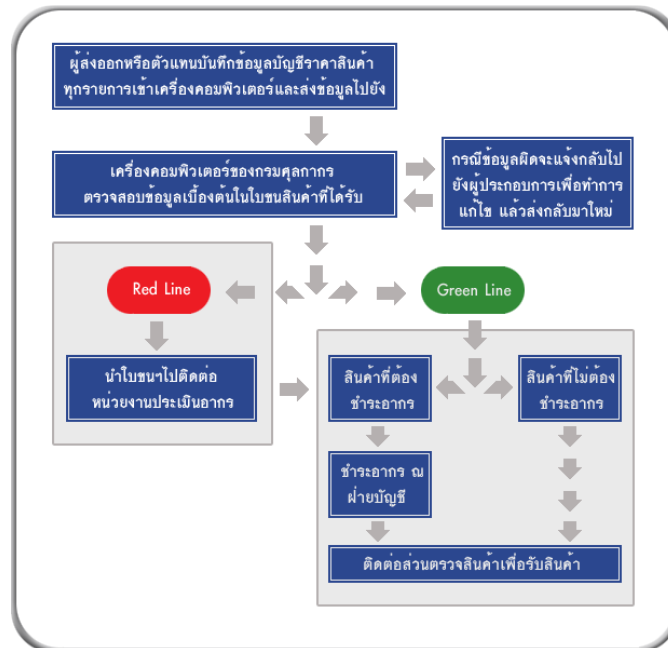 ผู้ส่งออกหรือตัวแทนบันทึกข้อมูลบัญชีราคาสินค้า
ทุกรายการเข้าเครื่องคอมพิวเตอร์และส่งข้อมูลไปยัง
เครื่องคอมพิวเตอร์ของกรมศุลกากร
ตรวจสอบข้อมูลเบื้องต้นในใบขนสินค้าที่ได้รับ
กรณีข้อมูลผิดจะแจ้งกลับไป
ยังผู้ประกอบการเพื่อทำการ
แก้ไข แล้วส่งกลับมาใหม่
Red Line
Green Line
นำใบขนฯไปติดต่อ
หน่วยงานประเมินอากร
สินค้าที่ต้อง
ชำระอากร
สินค้าที่ไม่ต้อง
ชำระอากร
ชำระอากร ณ
ฝ่ายบัญชี
ติดต่อส่วนตรวจสินค้าเพื่อรับสินค้า